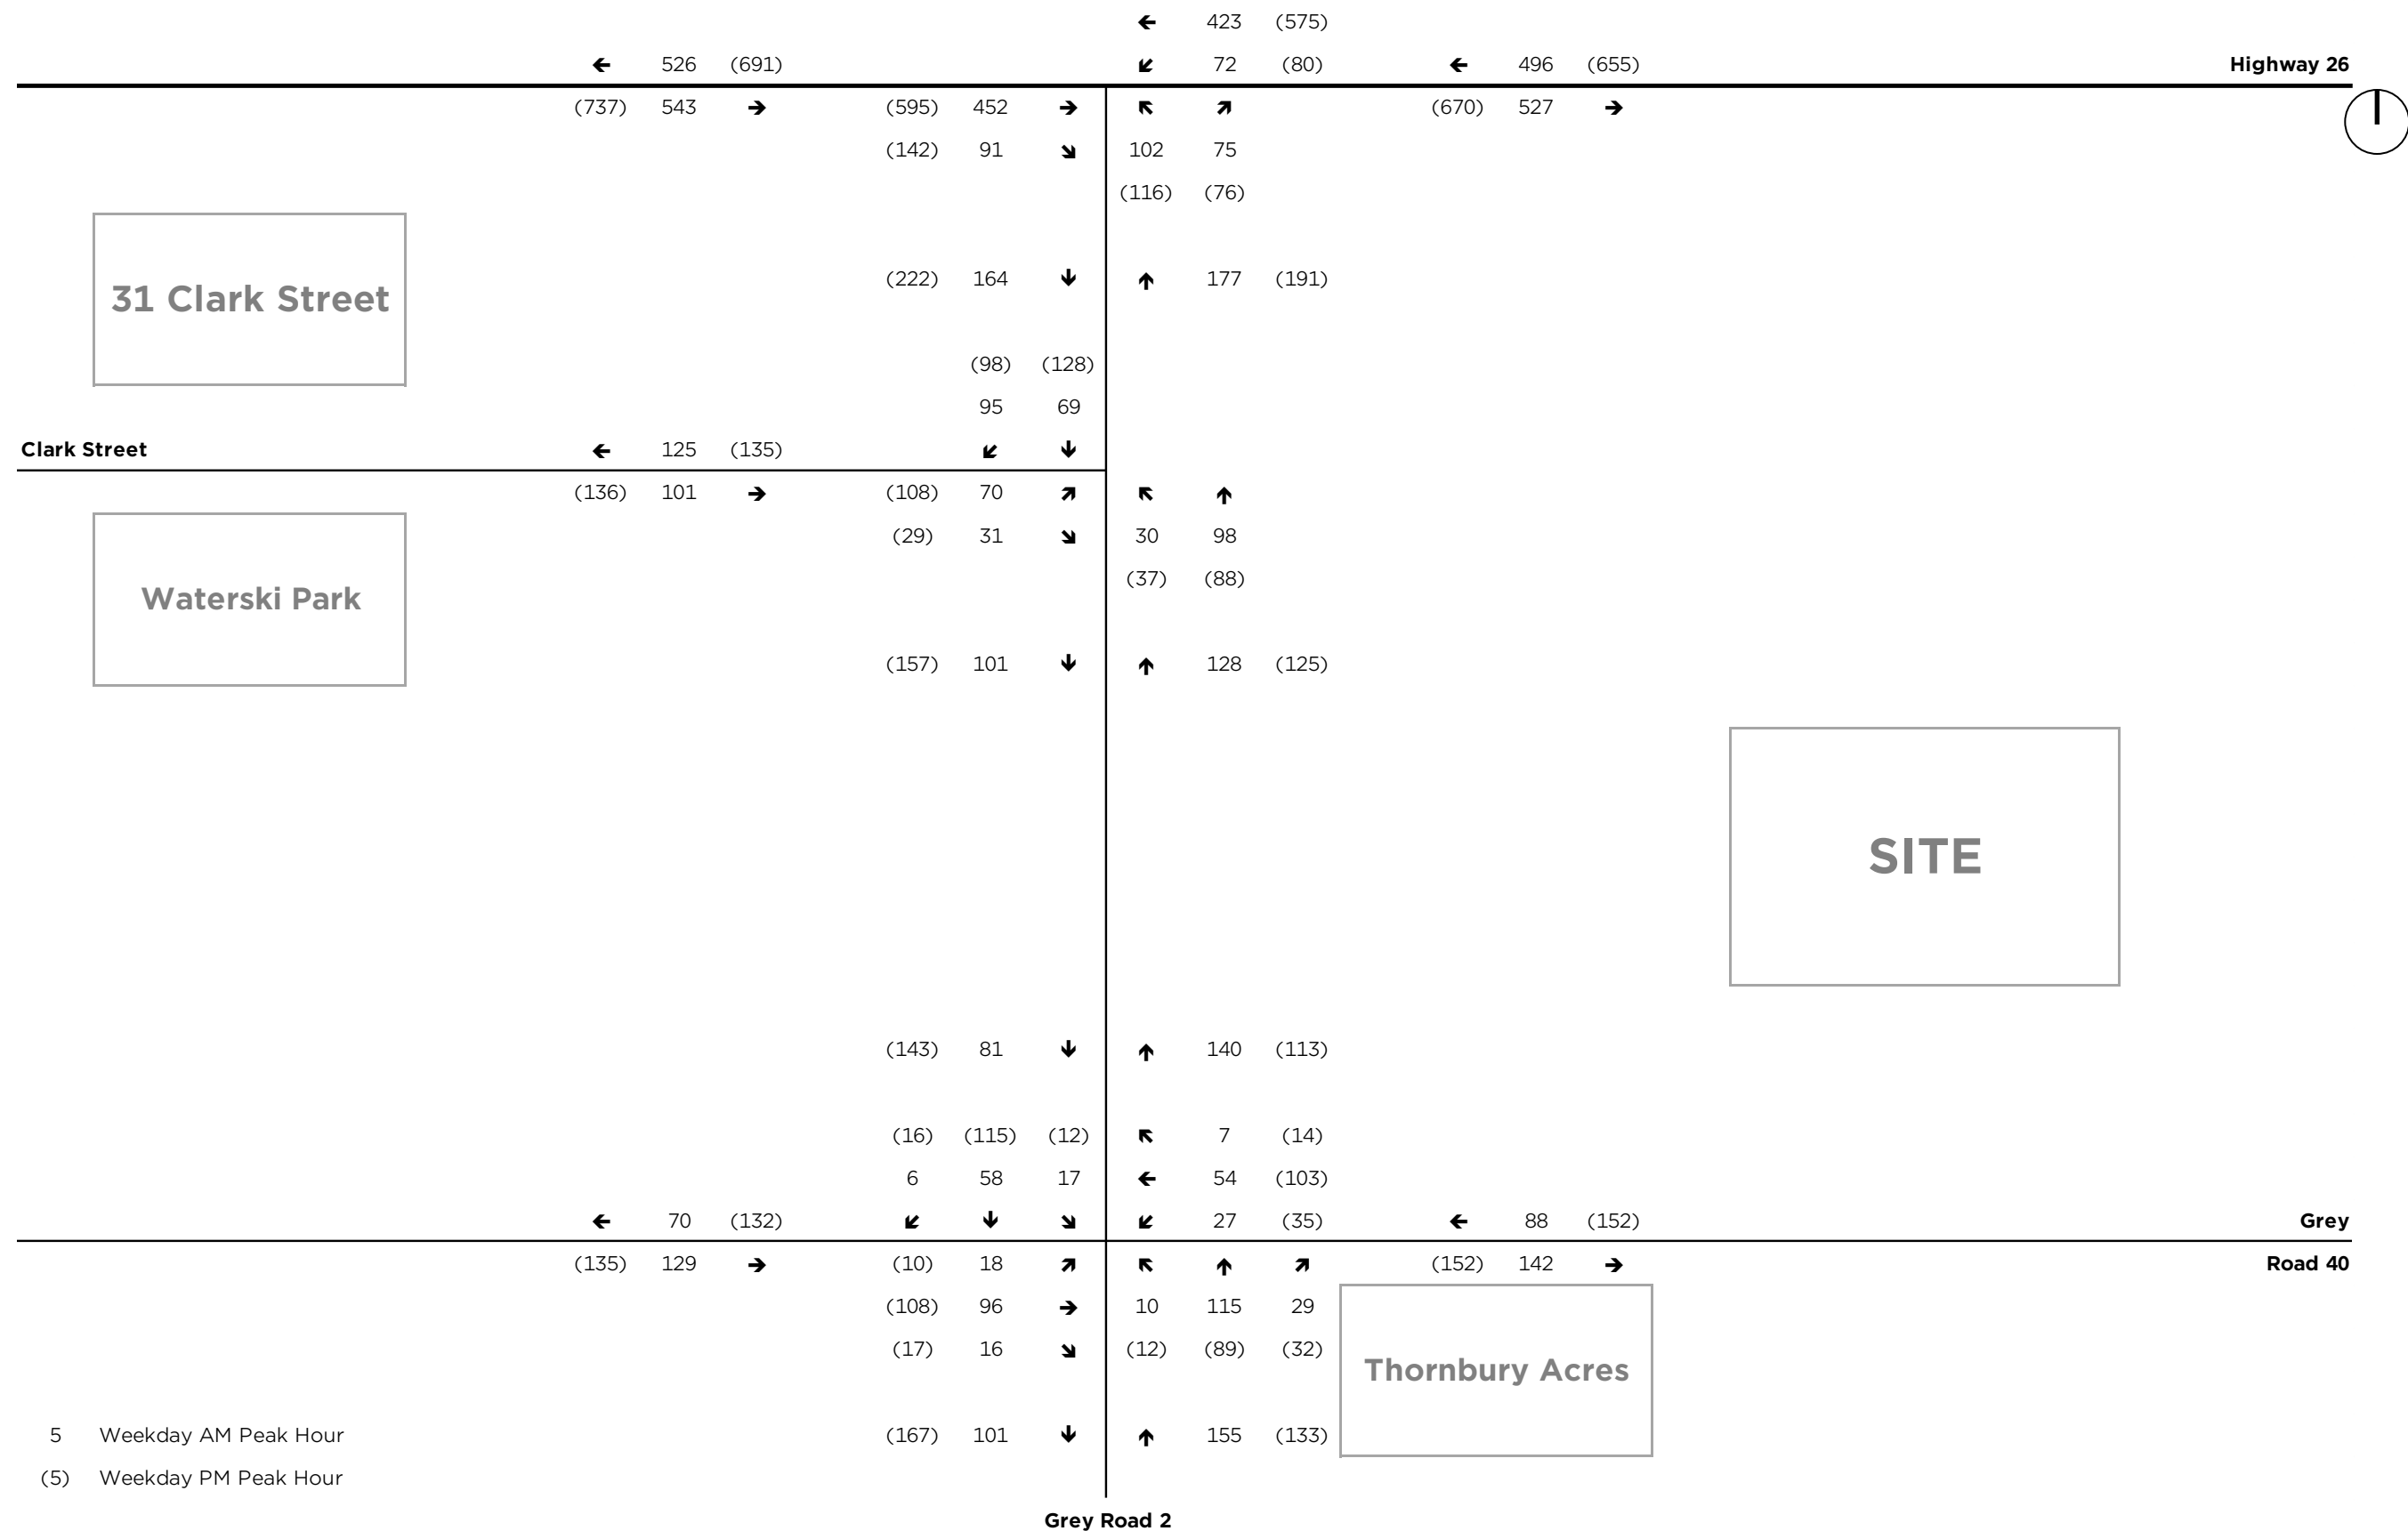 ← 423 (575)
← 526 (691) ↙ 72 (80) ← 496 (655) Highway 26
(737) 543 → (595) 452 → ↖ ↗ (670) 527 →
(142) 91 ↘ 102 75
(116) (76)
31 Clark Street (222) 164 ↓ ↑ 177 (191)
(98) (128)
95 69
Clark Street ← 125 (135) ↙ ↓
(136) 101 → (108) 70 ↗ ↖ ↑
(29) 31 ↘ 30 98
(37) (88)
Waterski Park
(157) 101 ↓ ↑ 128 (125)
SITE
(143) 81 ↓ ↑ 140 (113)
(16) (115) (12) ↖ 7 (14)
6 58 17 ← 54 (103)
← 70 (132) ↙ ↓ ↘ ↙ 27 (35) ← 88 (152) Grey
(135) 129 → (10) 18 ↗ ↖ ↑ ↗ (152) 142 → Road 40
(108) 96 → 10 115 29
(17) 16 ↘ (12) (89) (32)
Thornbury Acres
5 Weekday AM Peak Hour (167) 101 ↓ ↑ 155 (133)
(5) Weekday PM Peak Hour
Grey Road 2